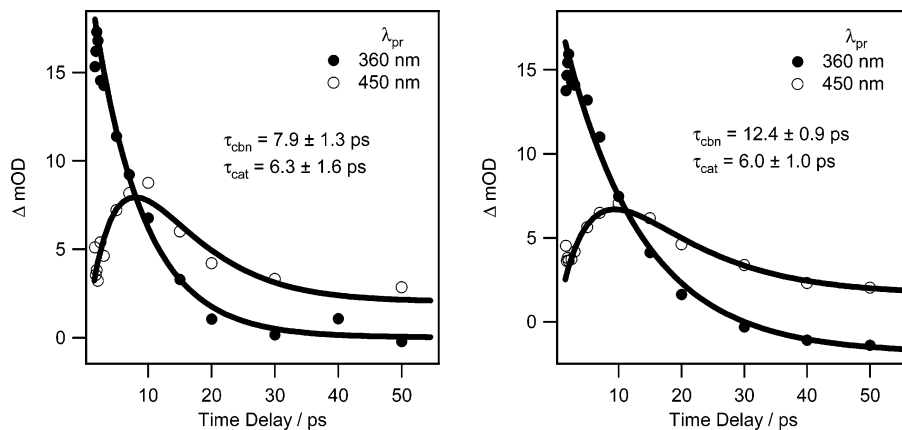 λpr
360 nm
450 nm
τcbn = 7.9 ± 1.3 ps
τcat = 6.3 ± 1.6 ps
Δ mOD
15
10
5
0
10 20 30 40 50
Time Delay / ps
λpr
360 nm
450 nm
τcbn = 12.4 ± 0.9 ps
τcat = 6.0 ± 1.0 ps
Δ mOD
15
10
5
0
10 20 30 40 50
Time Delay / ps